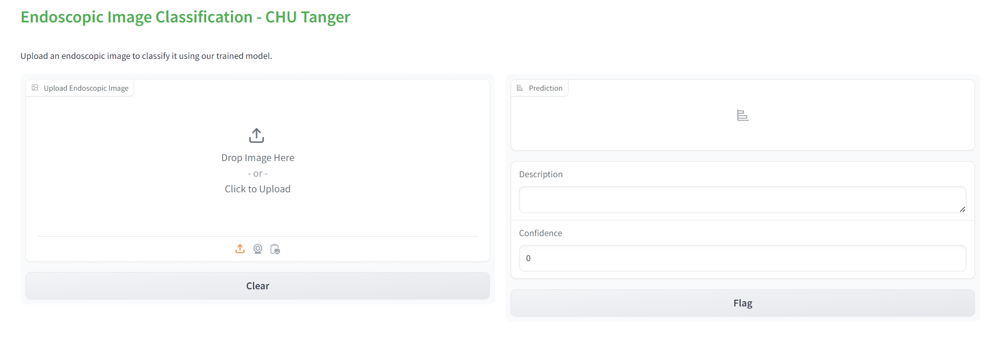 Endoscopic Image Classification - CHU Tanger
Upload an endoscopic image to classify it using our trained model.
Upload Endoscopic Image
Drop Image Here
- or -
Click to Upload
Clear
Prediction
Description
Confidence
0
Flag